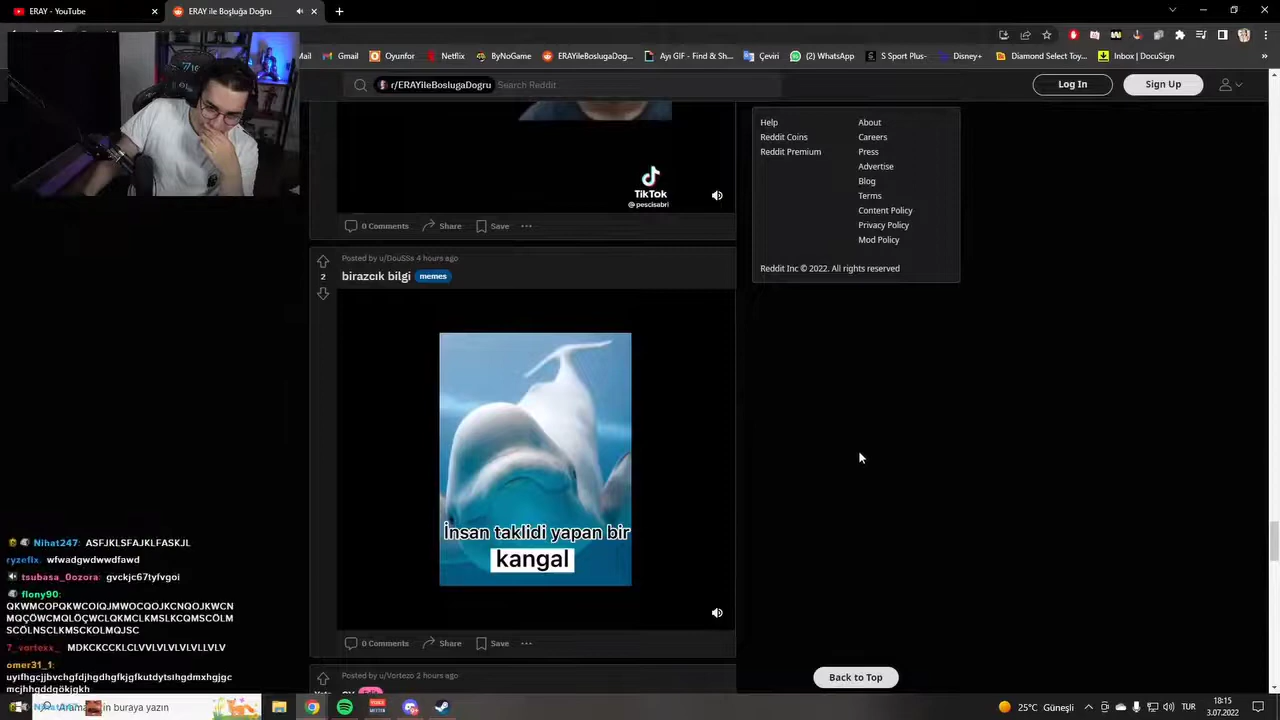 ERAY - YouTube
ERAY ile Boşluğa Doğru
Mail
Gmail
Oyunfor
Netflix
ByNoGame
ERAYileBoslugaDog...
Ayı GIF - Find & Sh...
Çeviri
(2) WhatsApp
S Sport Plus-
Disney+
Diamond Select Toy...
Inbox | DocuSign
r/ERAYileBoslugaDogru
Search Reddit
Log In
Sign Up
Help
About
Reddit Coins
Careers
Reddit Premium
Press
Advertise
Blog
Terms
Content Policy
Privacy Policy
Mod Policy
Reddit Inc © 2022. All rights reserved
TikTok
@pescisabri
0 Comments
Share
Save
Posted by u/DouSSs 4 hours ago
2
birazcık bilgi
memes
İnsan taklidi yapan bir
kangal
0 Comments
Share
Save
Posted by u/Vortezo 2 hours ago
Back to Top
Nihat247: ASFJKLSFAJKLFASKJL
ryzeflx: wfwadgwdwwdfawd
tsubasa_0ozora: gvckjc67tyfvgoi
flony90:
QKWMCOPQKWCOIQJMWOCQOJKCNQOJKWCN
MQÇÖWCMQLÖÇWCLQKMCLKMSLKCQMSCÖLM
SCÖLNSCLKMSCKOLMQJSC
7_vortexx_ MDKCKCCKLCLVVLVLVLVLVLLVLV
omer31_1:
uyifhgcjjbvchgfdjhgdhgfkjgfkutdytsıhgdmxhgjgc
mcjhhgddgökjgkh
25°C Güneşli
TUR
18:15
3.07.2022